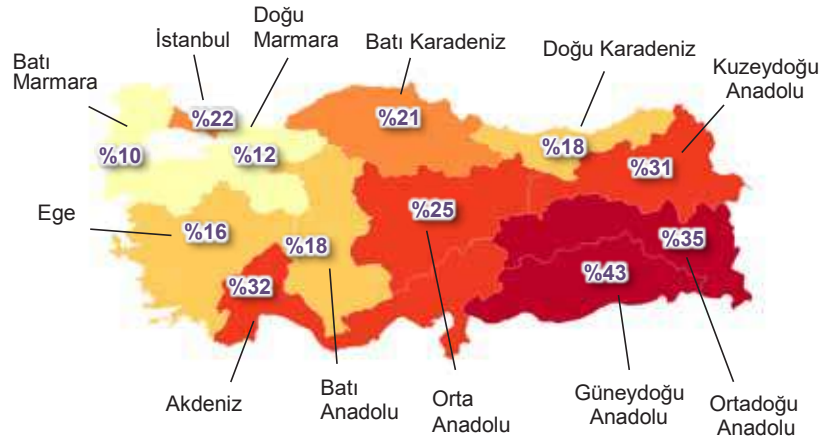 Doğu
Marmara
İstanbul
Batı Karadeniz
Doğu Karadeniz
Batı
Marmara
Kuzeydoğu
Anadolu
%22
%21
%10
%12
%18
%31
Ege
%16
%18
%25
%35
%32
%43
Akdeniz
Batı
Anadolu
Orta
Anadolu
Güneydoğu
Anadolu
Ortadoğu
Anadolu